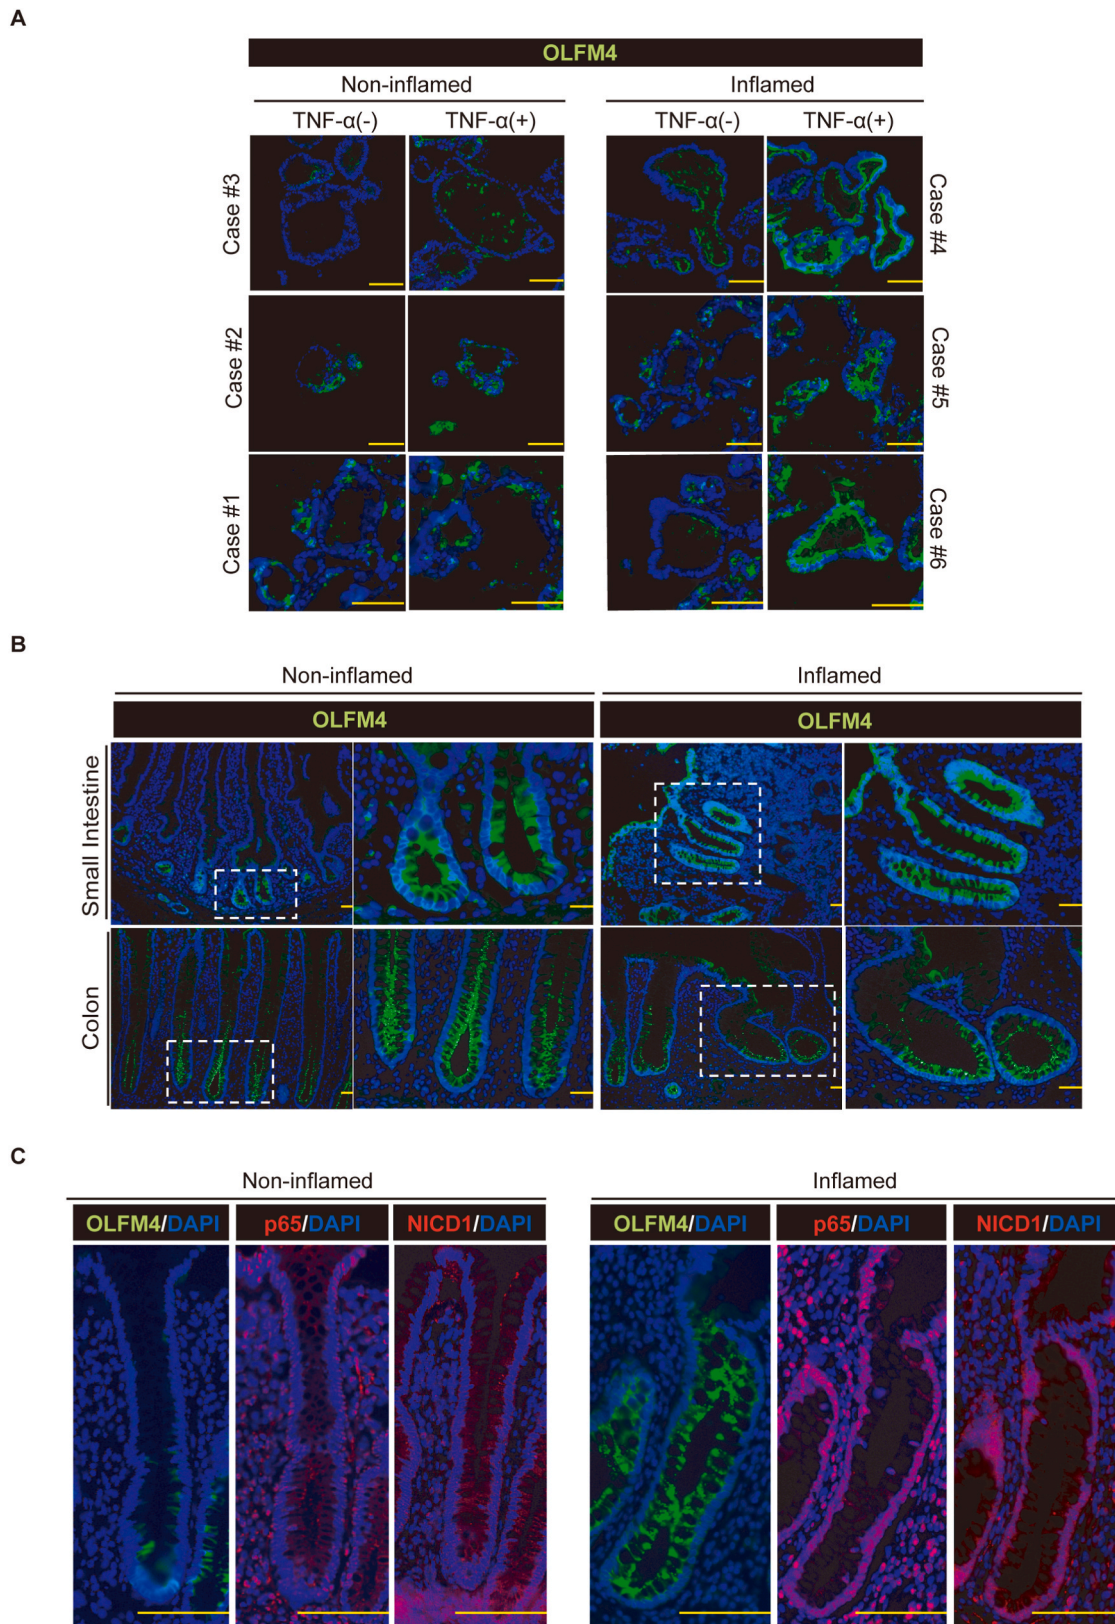 A
OLFM4
Non-inflamed
Inflamed
TNF-α(-)
TNF-α(+)
TNF-α(-)
TNF-α(+)
Case #3
Case #4
Case #2
Case #5
Case #1
Case #6
B
Non-inflamed
Inflamed
OLFM4
OLFM4
Small Intestine
Colon
C
Non-inflamed
Inflamed
OLFM4/DAPI
p65/DAPI
NICD1/DAPI
OLFM4/DAPI
p65/DAPI
NICD1/DAPI